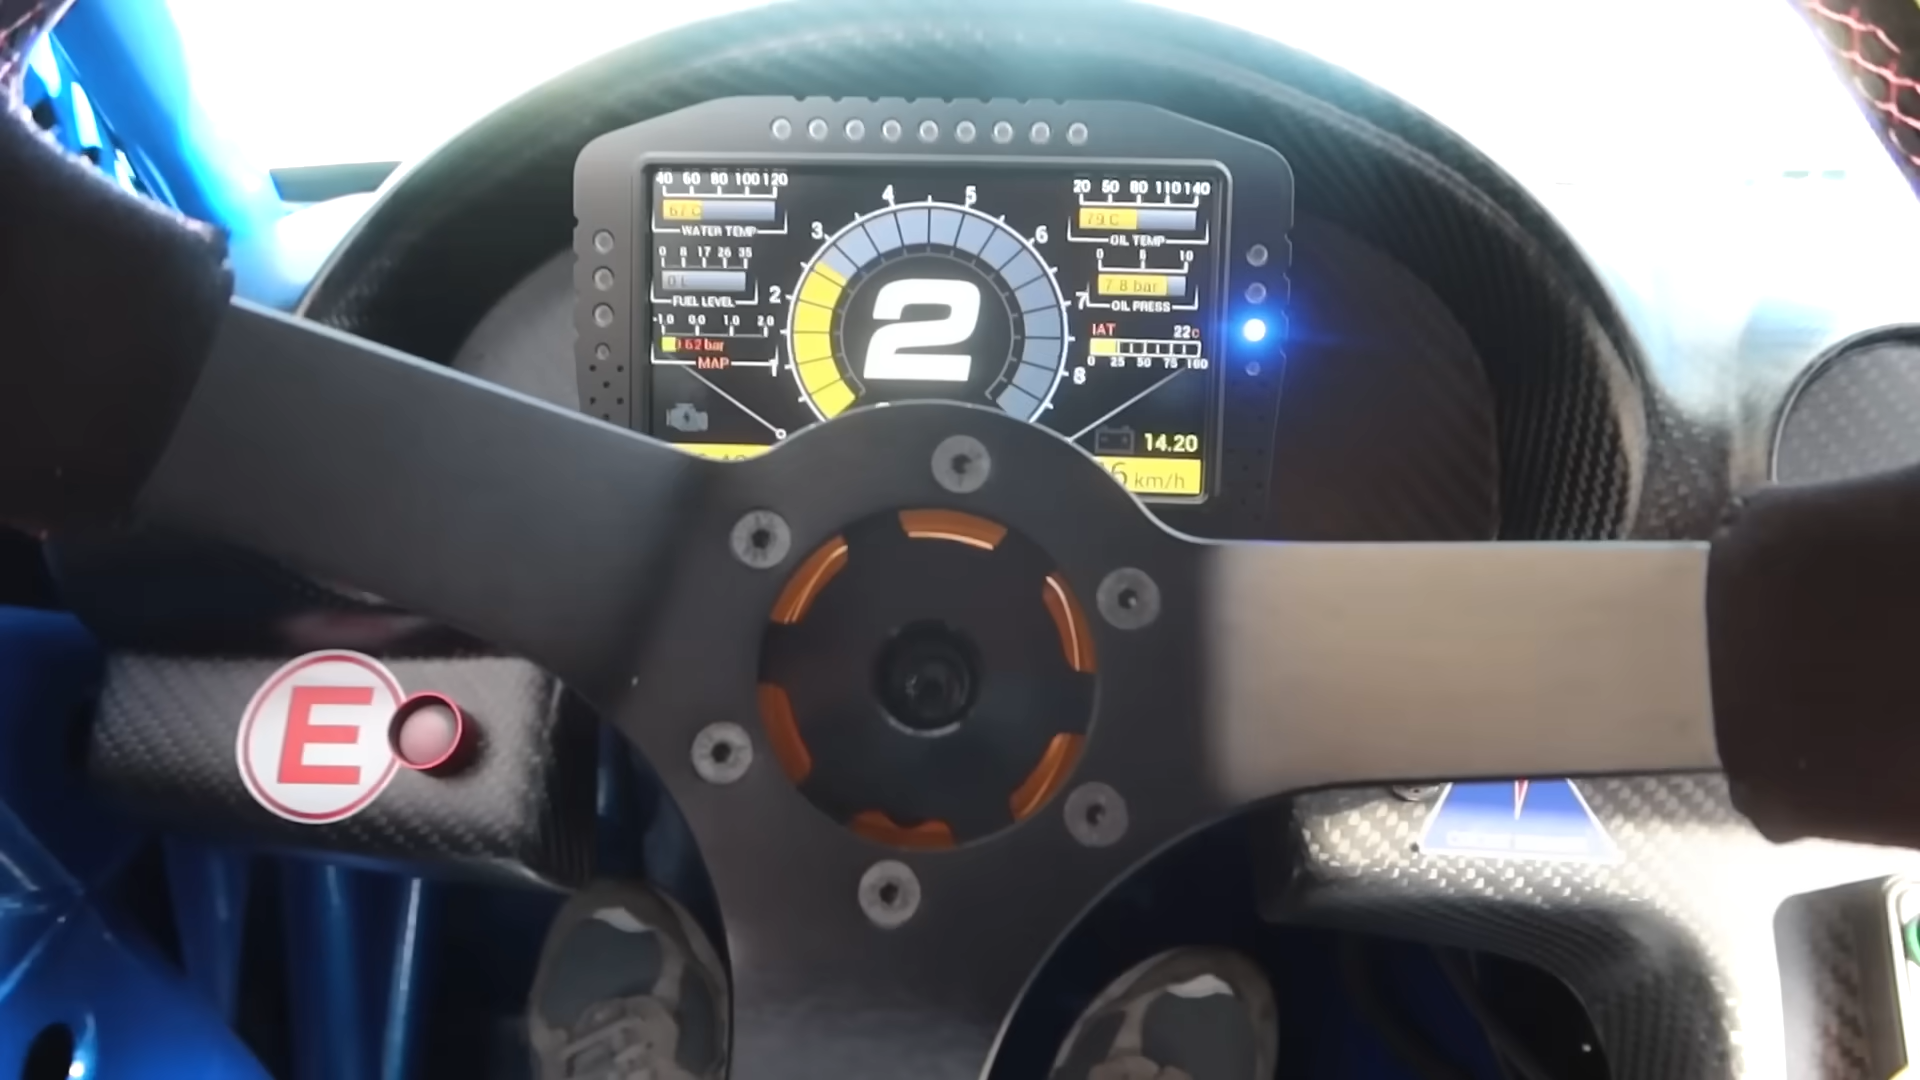 40 60 80 100 120
67 C
WATER TEMP
0 8 17 26 35
0 L
FUEL LEVEL
-1.0 0.0 1.0 2.0
0.62 bar
MAP
1 2 3 4 5 6 7 8
2
20 50 80 110 140
79 C
OIL TEMP
0 5 10
7.8 bar
OIL PRESS
IAT 22c
0 25 50 75 100
14.20
km/h
E